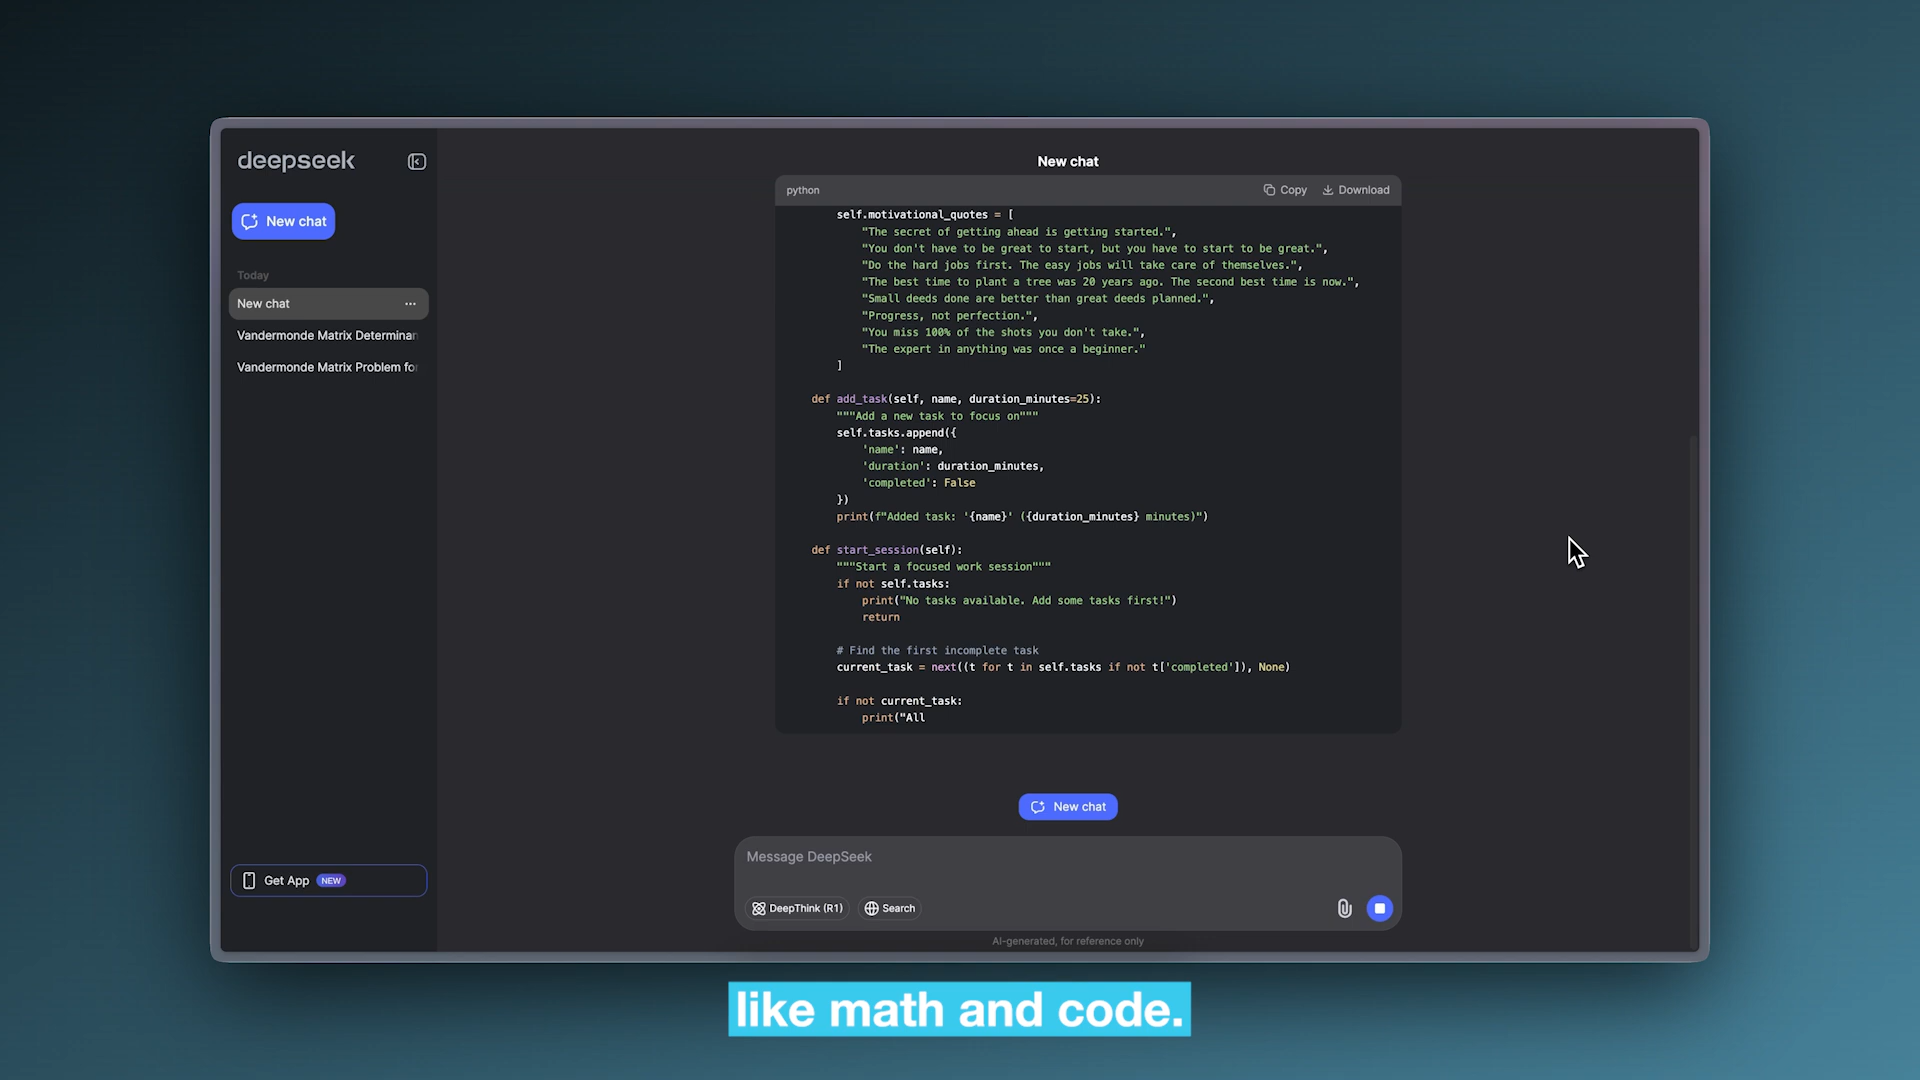 deepseek
New chat
Today
New chat
Vandermonde Matrix Determinan
Vandermonde Matrix Problem fo
Get App NEW
New chat
python
Copy
Download
self.motivational_quotes = [
"The secret of getting ahead is getting started.",
"You don't have to be great to start, but you have to start to be great.",
"Do the hard jobs first. The easy jobs will take care of themselves.",
"The best time to plant a tree was 20 years ago. The second best time is now.",
"Small deeds done are better than great deeds planned.",
"Progress, not perfection.",
"You miss 100% of the shots you don't take.",
"The expert in anything was once a beginner."
]
def add_task(self, name, duration_minutes=25):
"""Add a new task to focus on"""
self.tasks.append({
'name': name,
'duration': duration_minutes,
'completed': False
})
print(f"Added task: '{name}' ({duration_minutes} minutes)")
def start_session(self):
"""Start a focused work session"""
if not self.tasks:
print("No tasks available. Add some tasks first!")
return
# Find the first incomplete task
current_task = next((t for t in self.tasks if not t['completed']), None)
if not current_task:
print("All
New chat
Message DeepSeek
DeepThink (R1)
Search
AI-generated, for reference only
like math and code.